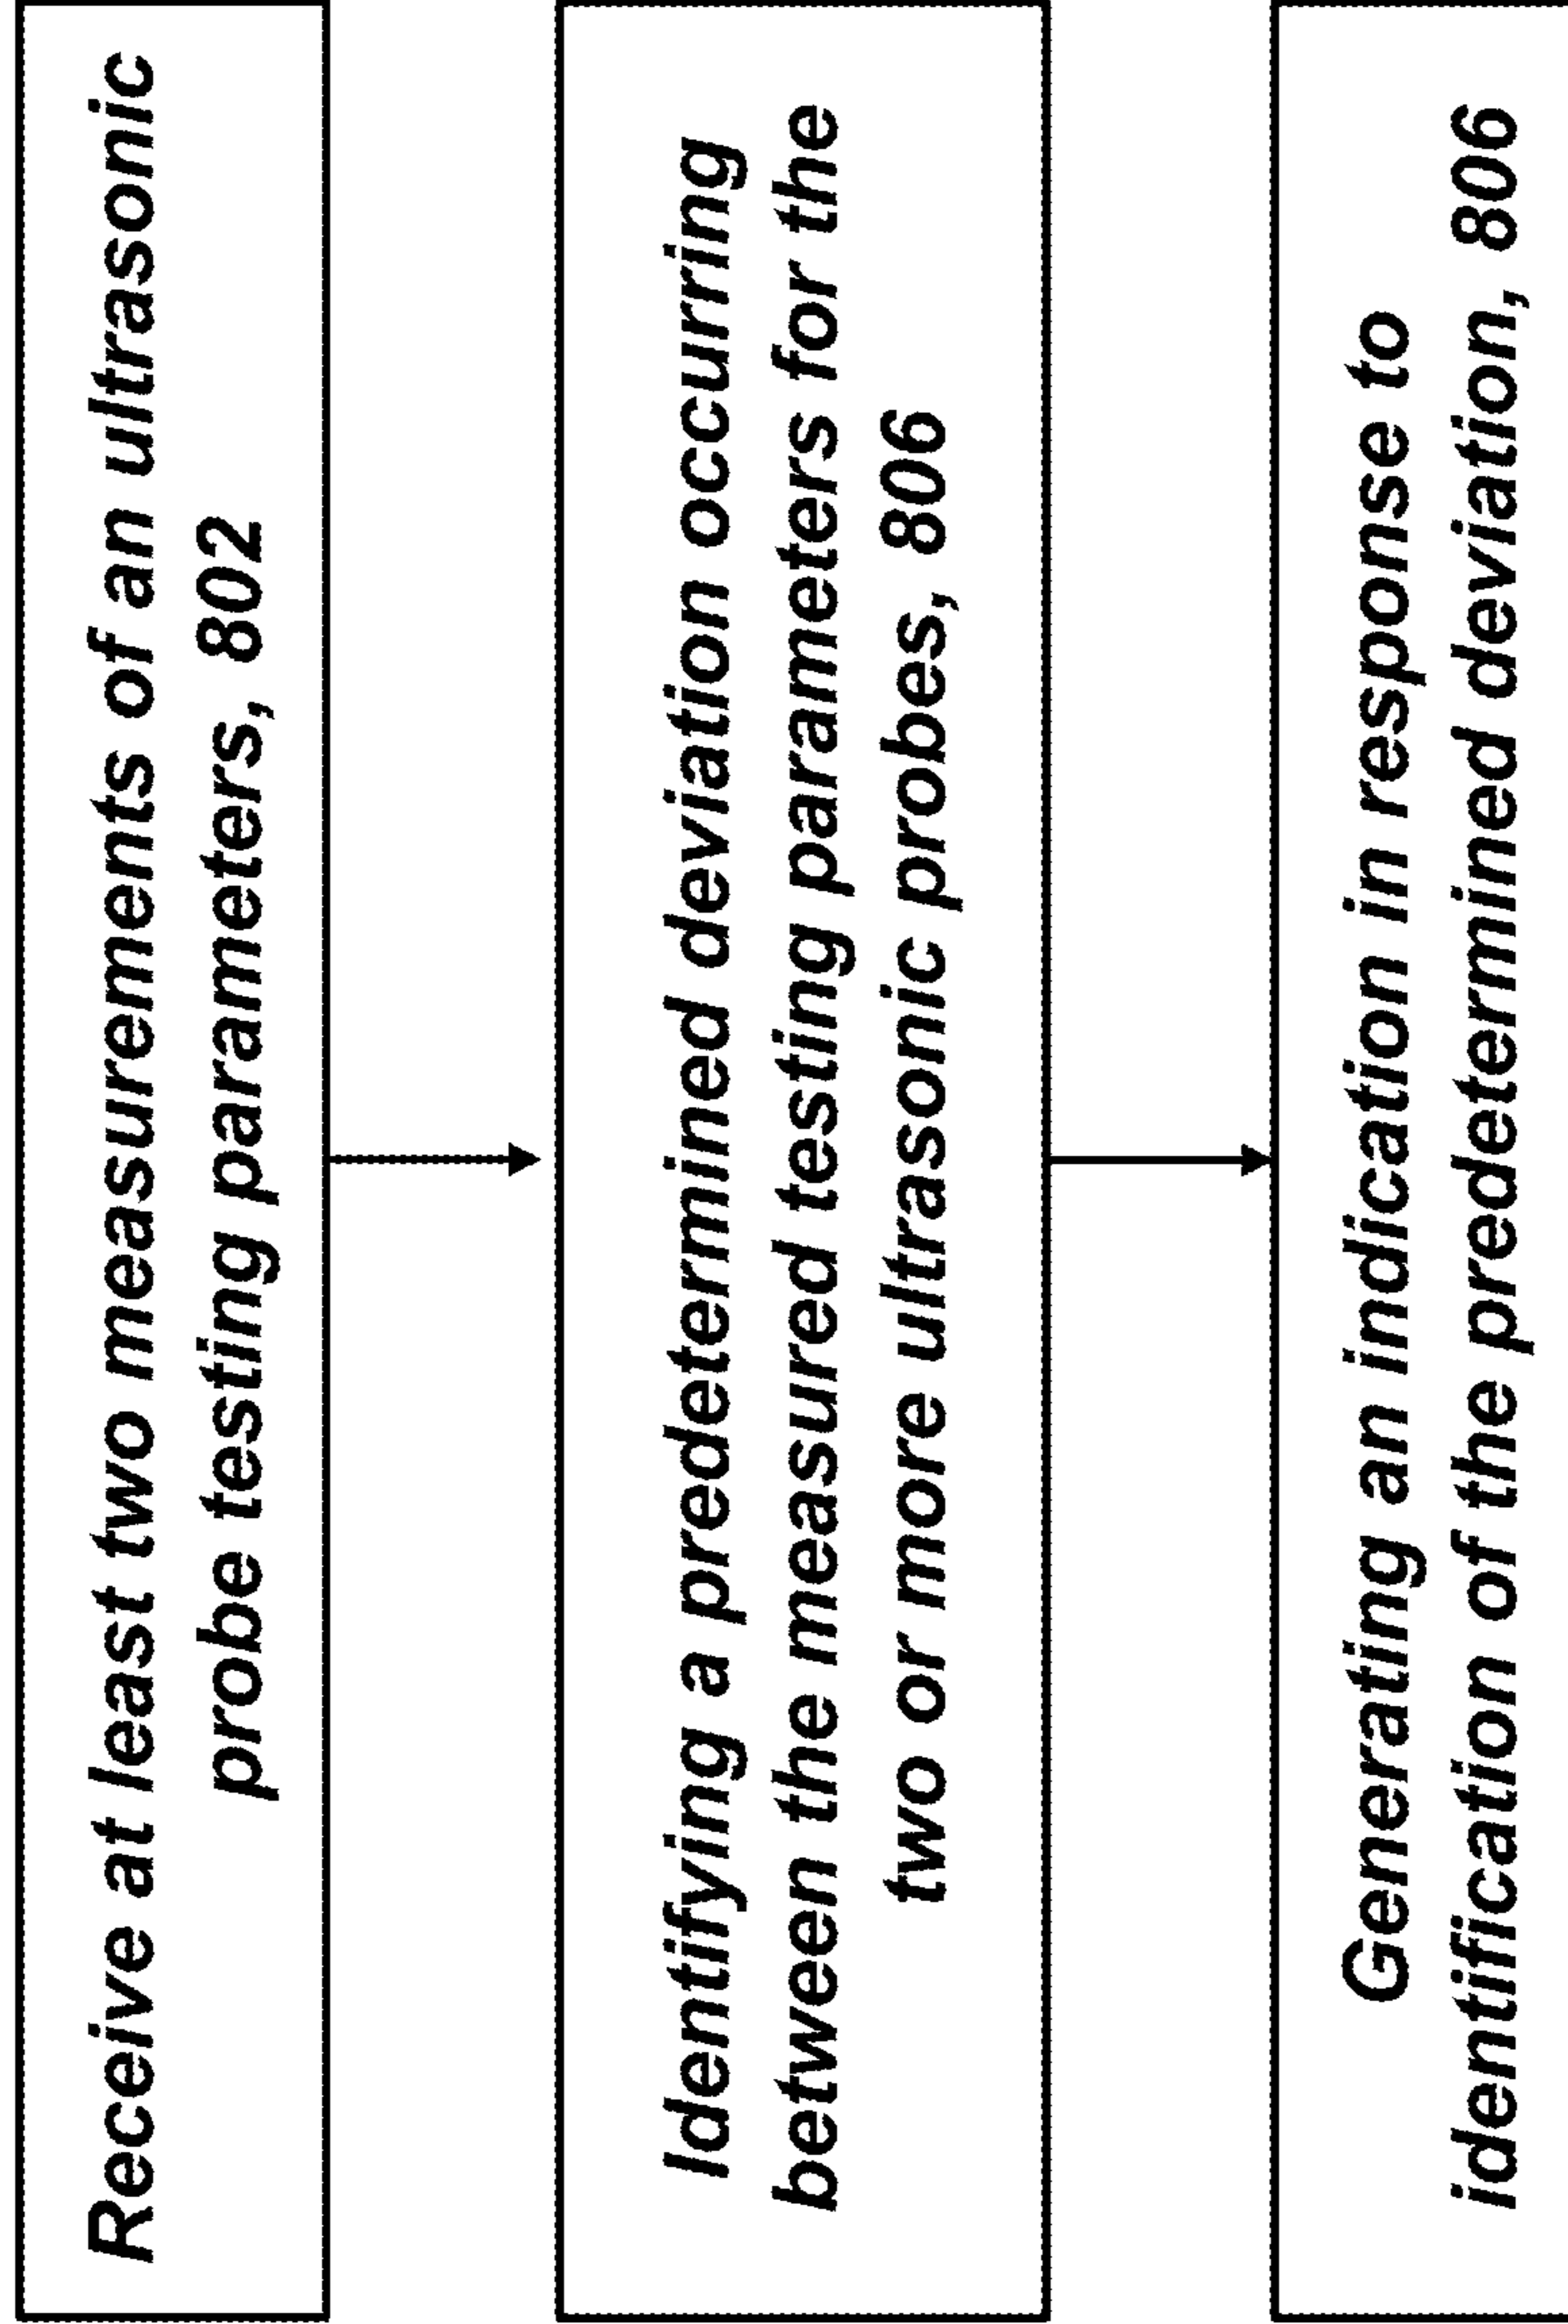 Receive at least two measurements of an ultrasonic
probe testing parameters, 802
Identifying a predetermined deviation occurring
between the measured testing parameters for the
two or more ultrasonic probes, 806
Generating an indication in response to
identification of the predetermined deviation, 806